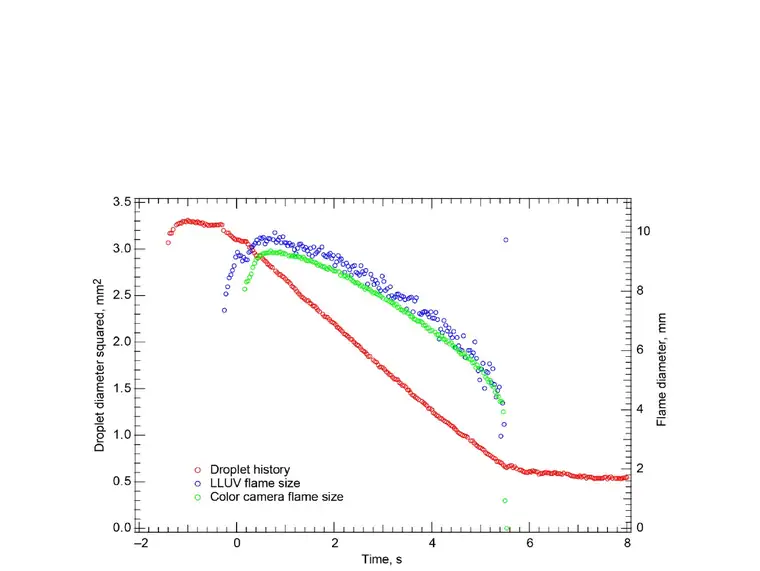 3.5
3.0
2.5
2.0
1.5
1.0
0.5
0.0
Droplet diameter squared, mm2
10
8
6
4
2
0
Flame diameter, mm
Droplet history
LLUV flame size
Color camera flame size
−2 0 2 4 6 8
Time, s